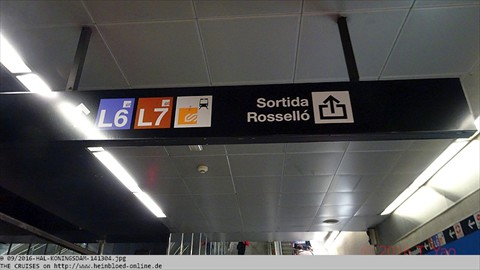 L6 L7
Sortida
Rosselló
@ 09/2016-HAL-KONINGSDAM-141304.jpg
THE CRUISES on http://www.heinbloed-online.de